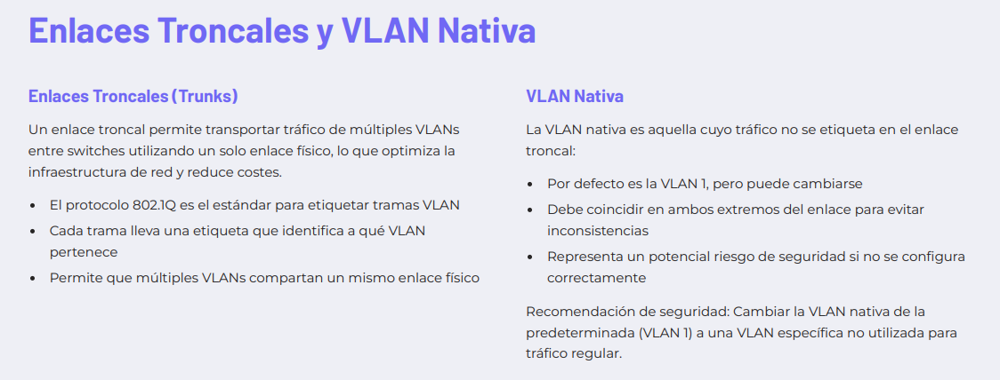 Enlaces Troncales y VLAN Nativa
Enlaces Troncales (Trunks)
Un enlace troncal permite transportar tráfico de múltiples VLANs
entre switches utilizando un solo enlace físico, lo que optimiza la
infraestructura de red y reduce costes.
• El protocolo 802.1Q es el estándar para etiquetar tramas VLAN
• Cada trama lleva una etiqueta que identifica a qué VLAN
pertenece
• Permite que múltiples VLANs compartan un mismo enlace físico
VLAN Nativa
La VLAN nativa es aquella cuyo tráfico no se etiqueta en el enlace
troncal:
• Por defecto es la VLAN 1, pero puede cambiarse
• Debe coincidir en ambos extremos del enlace para evitar
inconsistencias
• Representa un potencial riesgo de seguridad si no se configura
correctamente
Recomendación de seguridad: Cambiar la VLAN nativa de la
predeterminada (VLAN 1) a una VLAN específica no utilizada para
tráfico regular.